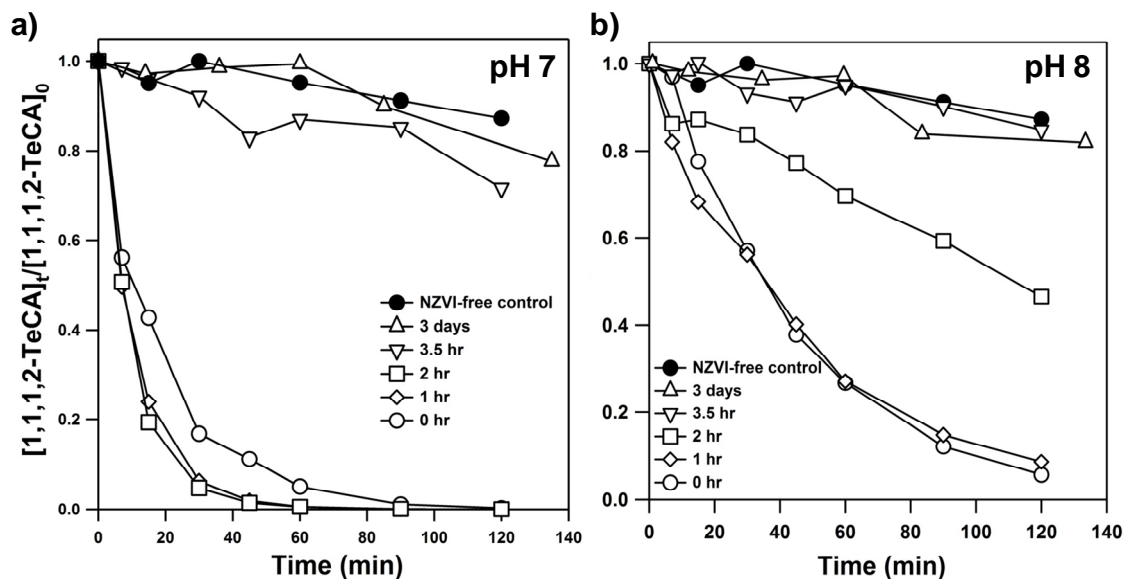 a)
pH 7
[1,1,1,2-TeCA]t/[1,1,1,2-TeCA]0
1.0
0.8
0.6
0.4
0.2
0.0
NZVI-free control
3 days
3.5 hr
2 hr
1 hr
0 hr
0 20 40 60 80 100 120 140
Time (min)
b)
pH 8
1.0
0.8
0.6
0.4
0.2
0.0
NZVI-free control
3 days
3.5 hr
2 hr
1 hr
0 hr
0 20 40 60 80 100 120 140
Time (min)